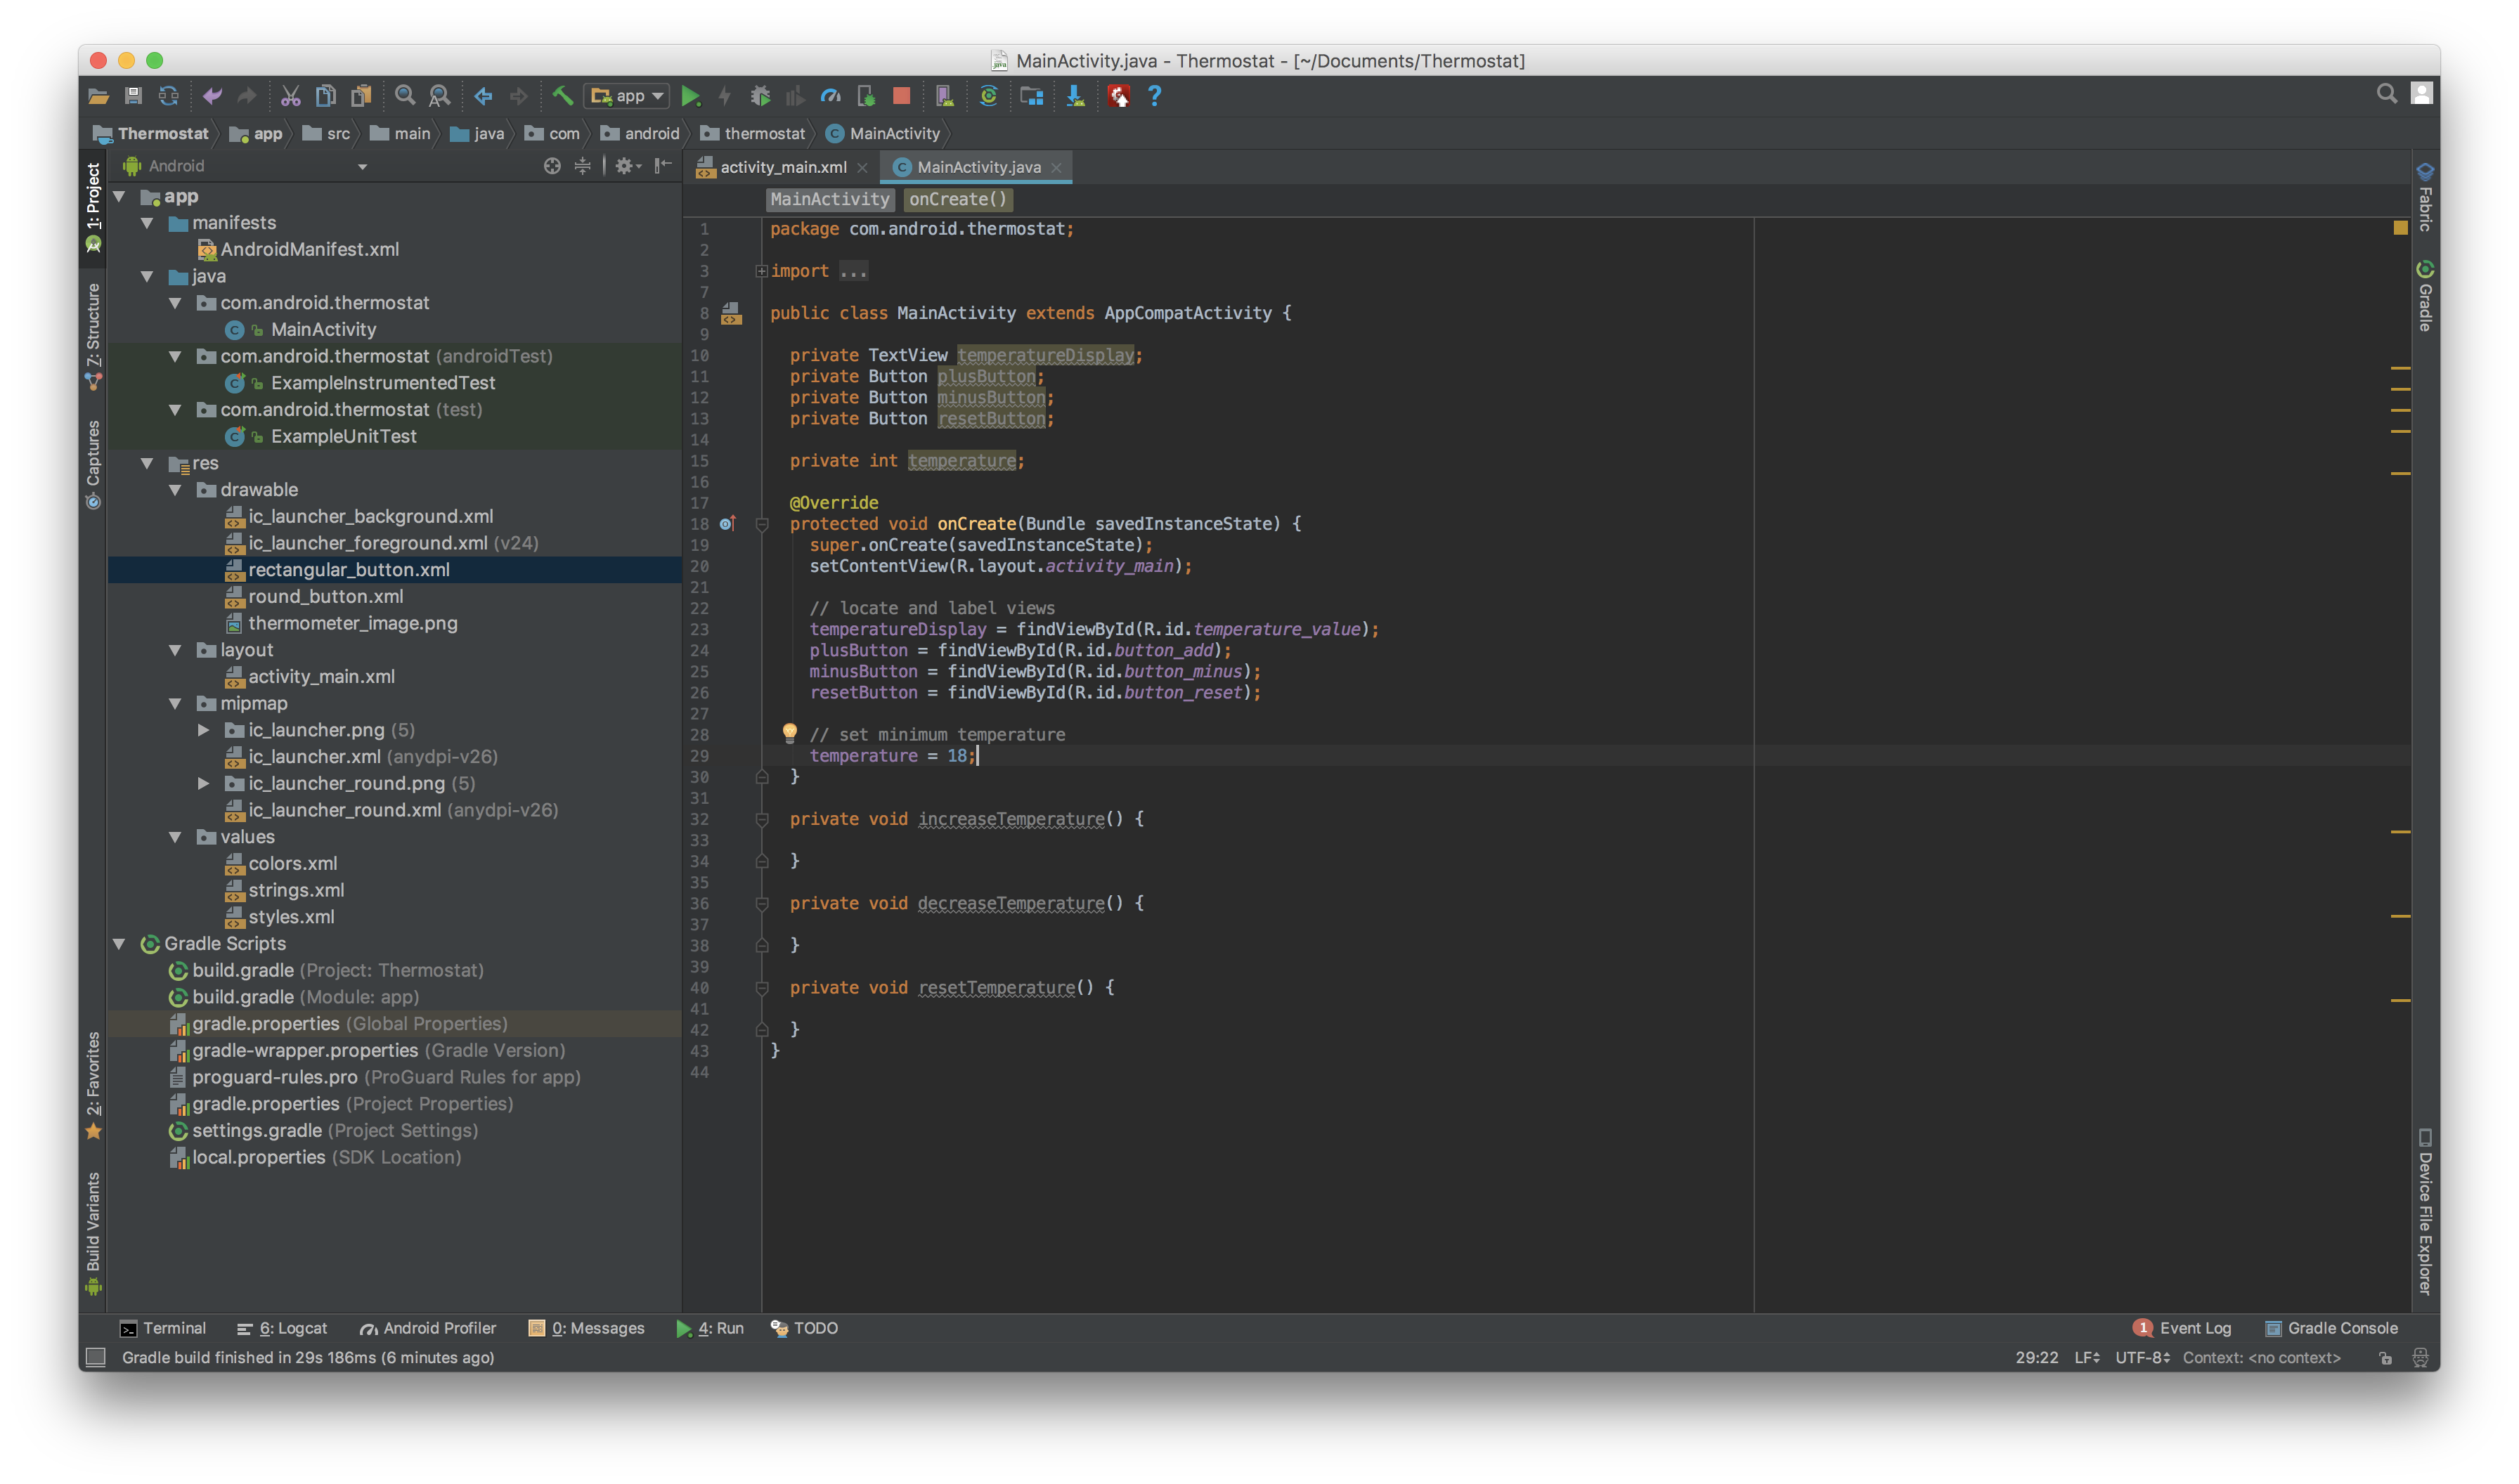 MainActivity.java - Thermostat - [~/Documents/Thermostat]
app
Thermostat app src main java com android thermostat MainActivity
Android
1: Project
Z: Structure
Captures
2: Favorites
Build Variants
app
manifests
AndroidManifest.xml
java
com.android.thermostat
MainActivity
com.android.thermostat (androidTest)
ExampleInstrumentedTest
com.android.thermostat (test)
ExampleUnitTest
res
drawable
ic_launcher_background.xml
ic_launcher_foreground.xml (v24)
rectangular_button.xml
round_button.xml
thermometer_image.png
layout
activity_main.xml
mipmap
ic_launcher.png (5)
ic_launcher.xml (anydpi-v26)
ic_launcher_round.png (5)
ic_launcher_round.xml (anydpi-v26)
values
colors.xml
strings.xml
styles.xml
Gradle Scripts
build.gradle (Project: Thermostat)
build.gradle (Module: app)
gradle.properties (Global Properties)
gradle-wrapper.properties (Gradle Version)
proguard-rules.pro (ProGuard Rules for app)
gradle.properties (Project Properties)
settings.gradle (Project Settings)
local.properties (SDK Location)
activity_main.xml MainActivity.java
MainActivity onCreate()
1 package com.android.thermostat;
2
3 import ...
7
8 public class MainActivity extends AppCompatActivity {
9
10 private TextView temperatureDisplay;
11 private Button plusButton;
12 private Button minusButton;
13 private Button resetButton;
14
15 private int temperature;
16
17 @Override
18 protected void onCreate(Bundle savedInstanceState) {
19 super.onCreate(savedInstanceState);
20 setContentView(R.layout.activity_main);
21
22 // locate and label views
23 temperatureDisplay = findViewById(R.id.temperature_value);
24 plusButton = findViewById(R.id.button_add);
25 minusButton = findViewById(R.id.button_minus);
26 resetButton = findViewById(R.id.button_reset);
27
28 // set minimum temperature
29 temperature = 18;
30 }
31
32 private void increaseTemperature() {
33
34 }
35
36 private void decreaseTemperature() {
37
38 }
39
40 private void resetTemperature() {
41
42 }
43 }
44
Fabric
Gradle
Device File Explorer
Terminal 6: Logcat Android Profiler 0: Messages 4: Run TODO 1 Event Log Gradle Console
Gradle build finished in 29s 186ms (6 minutes ago) 29:22 LF UTF-8 Context: <no context>